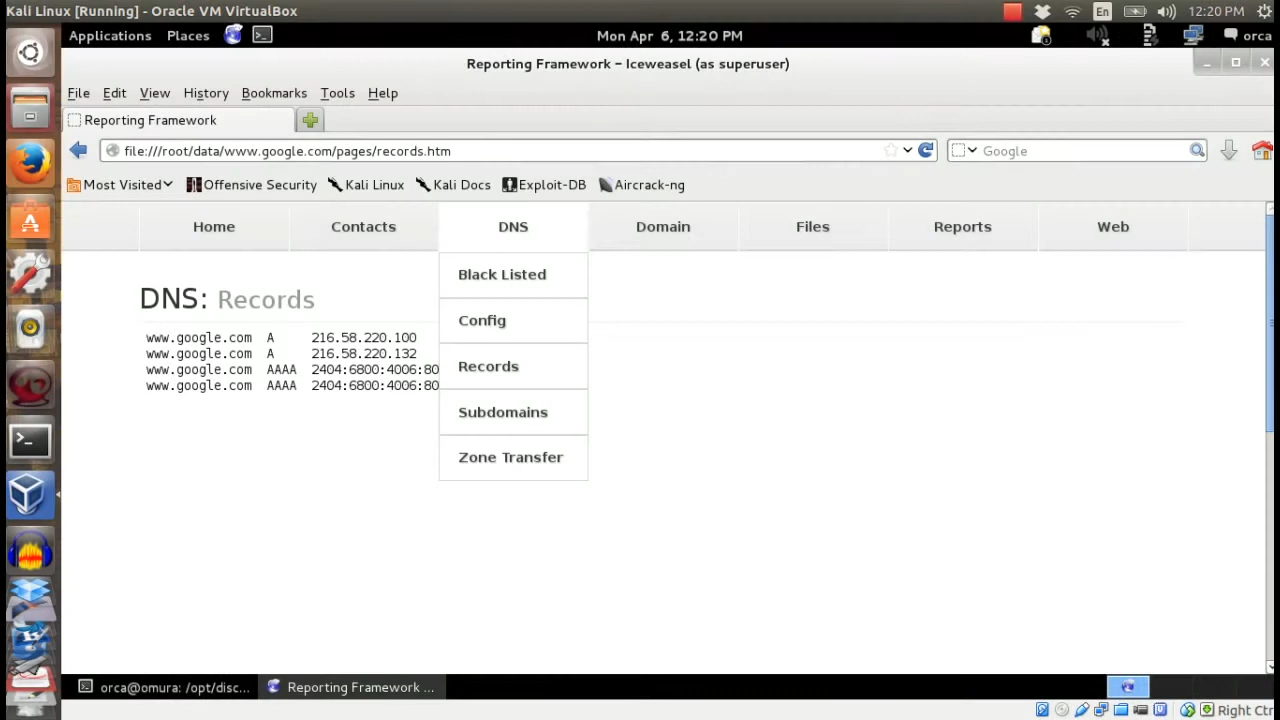 Kali Linux [Running] - Oracle VM VirtualBox En 12:20 PM
Applications Places Mon Apr 6, 12:20 PM orca
Reporting Framework - Iceweasel (as superuser)
File Edit View History Bookmarks Tools Help
Reporting Framework
file:///root/data/www.google.com/pages/records.htm Google
Most Visited Offensive Security Kali Linux Kali Docs Exploit-DB Aircrack-ng
Home Contacts DNS Domain Files Reports Web
Black Listed
Config
Records
Subdomains
Zone Transfer
DNS: Records
www.google.com A 216.58.220.100
www.google.com A 216.58.220.132
www.google.com AAAA 2404:6800:4006:80
www.google.com AAAA 2404:6800:4006:80
orca@omura: /opt/disc... Reporting Framework ...
Right Ctr